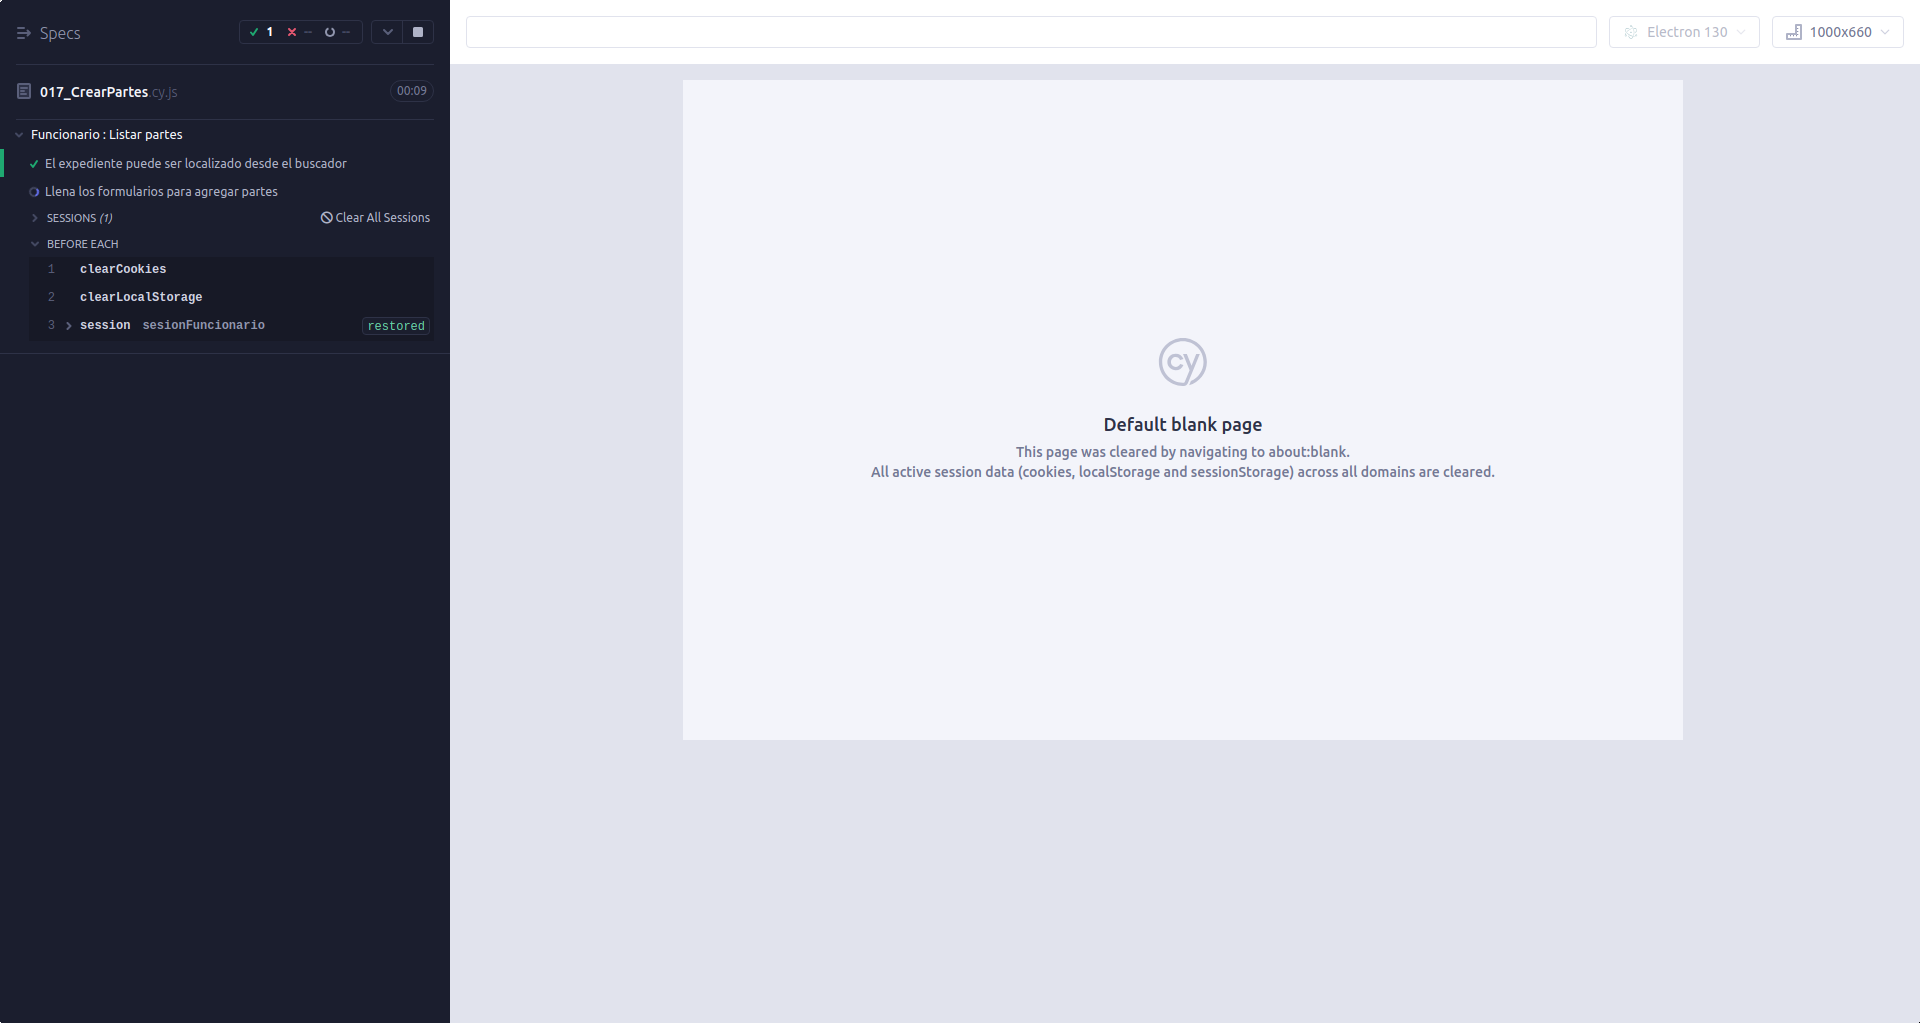 Specs
1 -- --
017_CrearPartes.cy.js 00:09
Funcionario : Listar partes
El expediente puede ser localizado desde el buscador
Llena los formularios para agregar partes
SESSIONS (1) Clear All Sessions
BEFORE EACH
1 clearCookies
2 clearLocalStorage
3 session sesionFuncionario restored
Electron 130
1000x660
cy
Default blank page
This page was cleared by navigating to about:blank.
All active session data (cookies, localStorage and sessionStorage) across all domains are cleared.